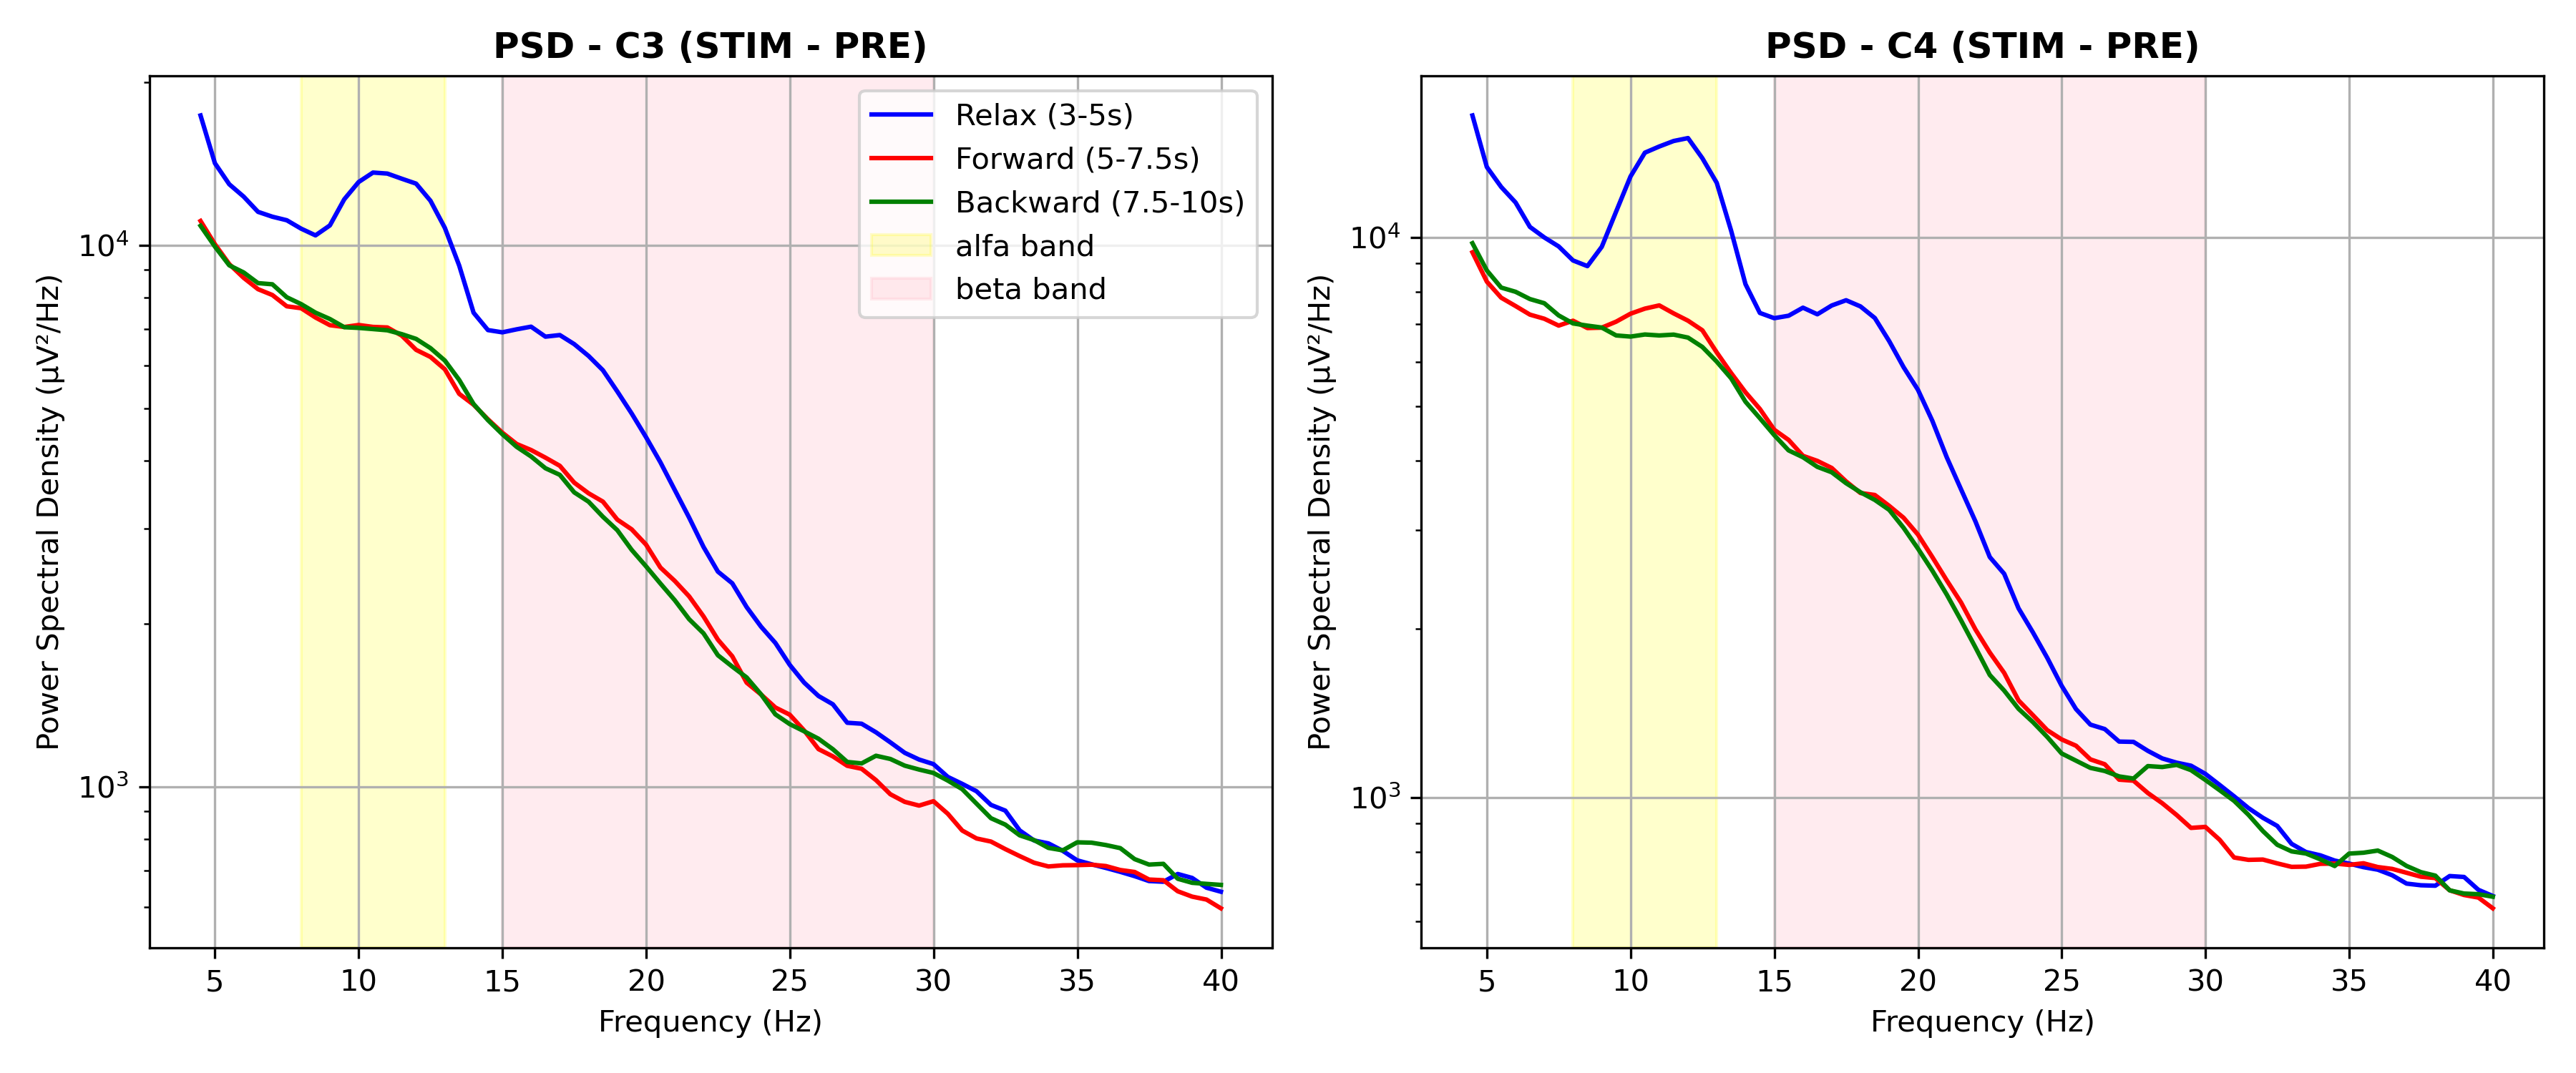 PSD - C3 (STIM - PRE)
Power Spectral Density (µV²/Hz)
10⁴
10³
Relax (3-5s)
Forward (5-7.5s)
Backward (7.5-10s)
alfa band
beta band
5 10 15 20 25 30 35 40
Frequency (Hz)
PSD - C4 (STIM - PRE)
Power Spectral Density (µV²/Hz)
10⁴
10³
5 10 15 20 25 30 35 40
Frequency (Hz)